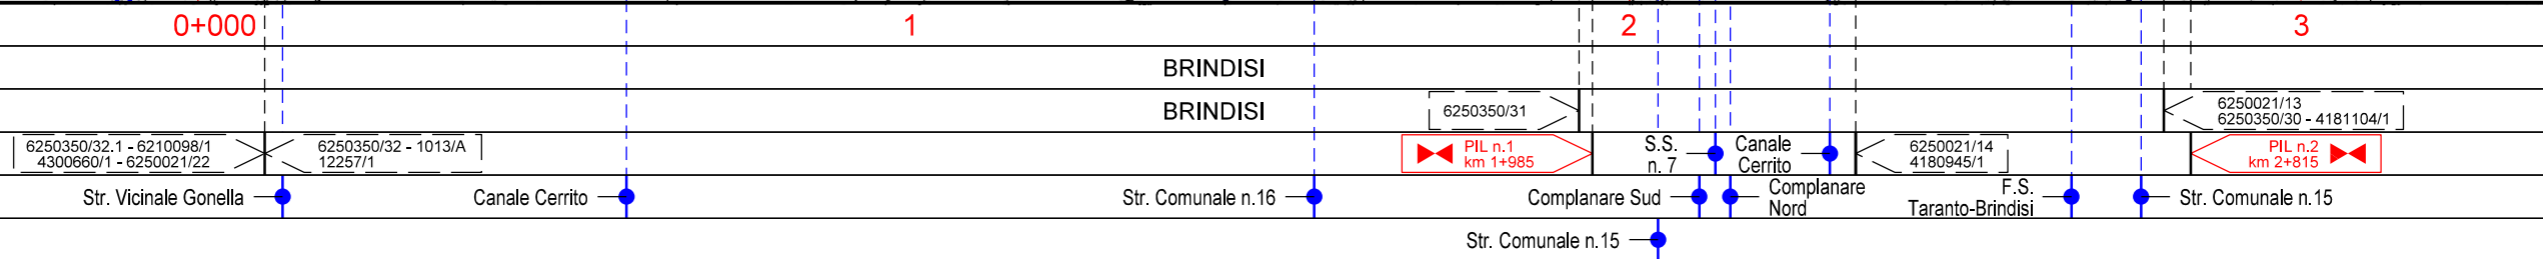 0+000 1 2 3
BRINDISI
BRINDISI
6250350/31
6250021/13
6250350/30 - 4181104/1
6250350/32.1 - 6210098/1
4300660/1 - 6250021/22
6250350/32 - 1013/A
12257/1
PIL n.1
km 1+985
S.S.
n. 7
Canale
Cerrito
6250021/14
4180945/1
PIL n.2
km 2+815
Str. Vicinale Gonella
Canale Cerrito
Str. Comunale n.16
Complanare Sud
Complanare
Nord
F.S.
Taranto-Brindisi
Str. Comunale n.15
Str. Comunale n.15